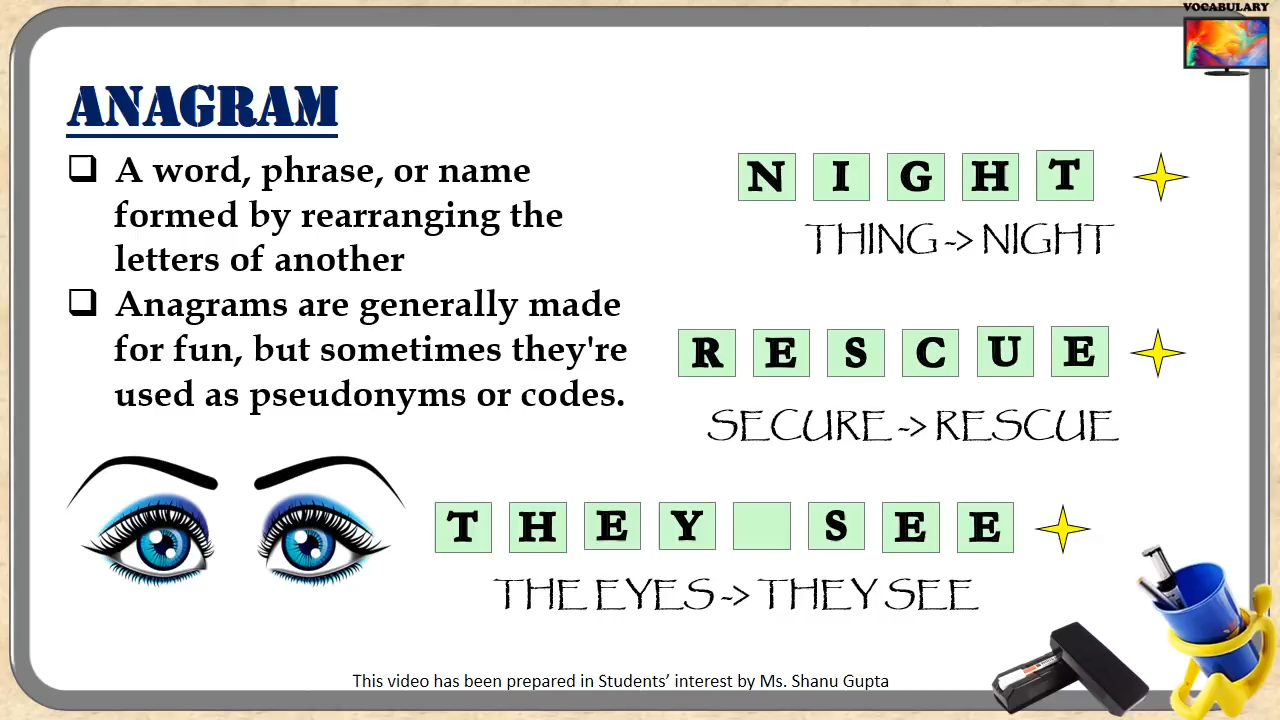 VOCABULARY
ANAGRAM
❑ A word, phrase, or name
formed by rearranging the
letters of another
❑ Anagrams are generally made
for fun, but sometimes they're
used as pseudonyms or codes.
N I G H T
THING -> NIGHT
R E S C U E
SECURE -> RESCUE
T H E Y S E E
THE EYES -> THEY SEE
This video has been prepared in Students’ interest by Ms. Shanu Gupta